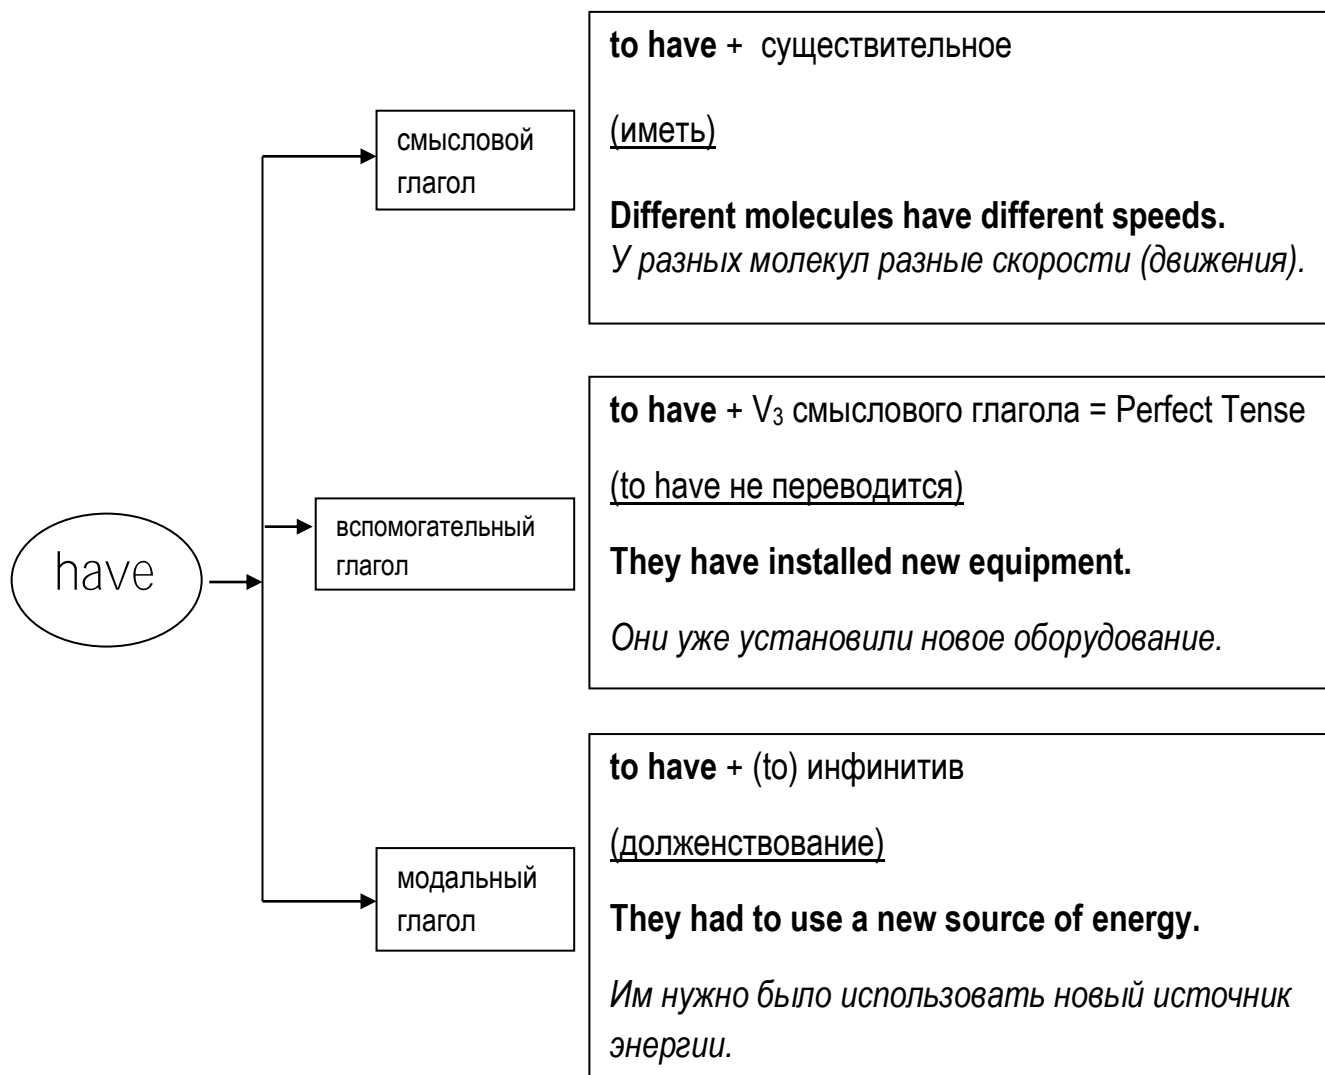 have
смысловой
глагол
to have + существительное
(иметь)
Different molecules have different speeds.
У разных молекул разные скорости (движения).
вспомогательный
глагол
to have + V₃ смыслового глагола = Perfect Tense
(to have не переводится)
They have installed new equipment.
Они уже установили новое оборудование.
модальный
глагол
to have + (to) инфинитив
(долженствование)
They had to use a new source of energy.
Им нужно было использовать новый источник
энергии.